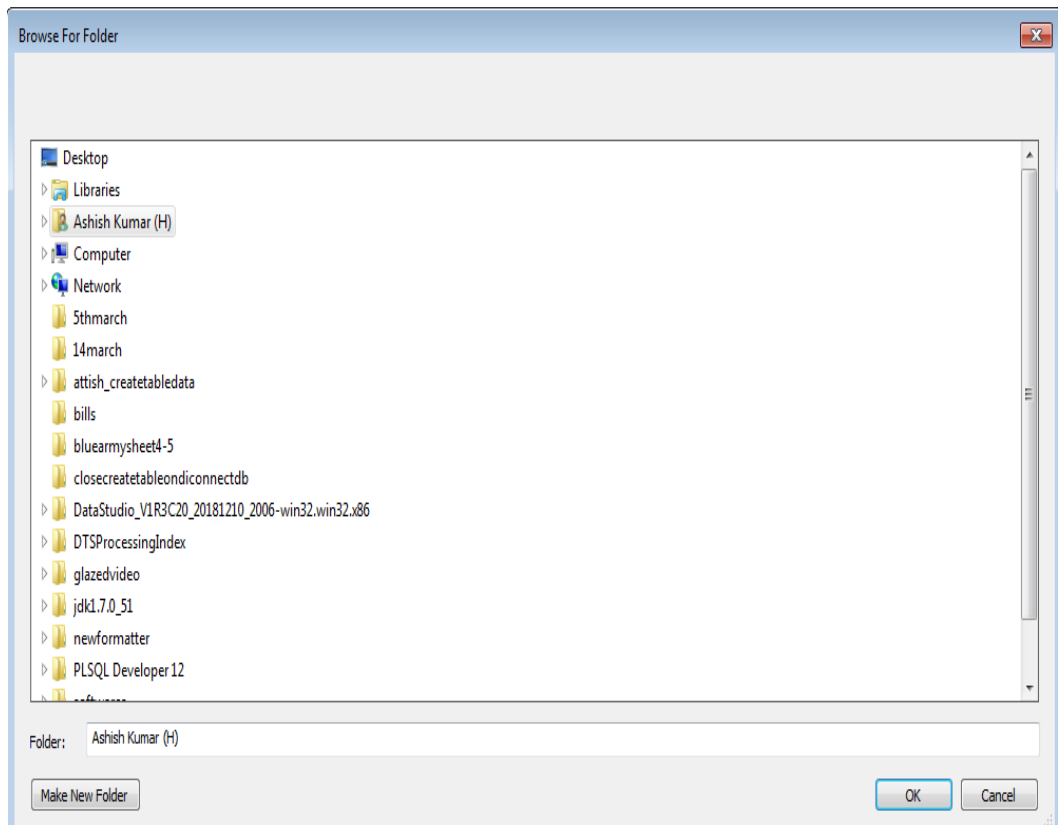 Browse For Folder
Desktop
Libraries
Ashish Kumar (H)
Computer
Network
5thmarch
14march
attish_createtabledata
bills
bluearmysheet4-5
closecreatetableondiconnectdb
DataStudio_V1R3C20_20181210_2006-win32.win32.x86
DTSProcessingIndex
glazedvideo
jdk1.7.0_51
newformatter
PLSQL Developer 12
Folder: Ashish Kumar (H)
Make New Folder OK Cancel